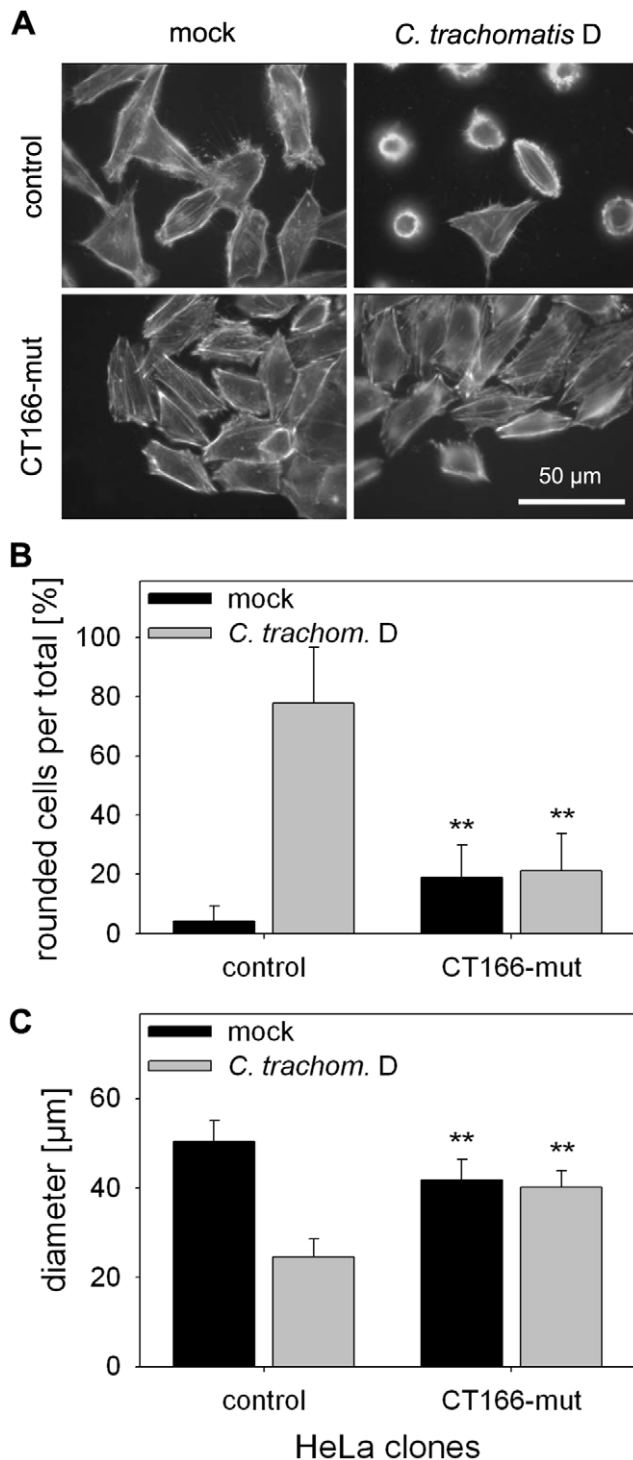 A
mock
C. trachomatis D
control
CT166-mut
50 µm
B
rounded cells per total [%]
mock
C. trachom. D
100
80
60
40
20
0
**
**
control
CT166-mut
C
diameter [µm]
mock
C. trachom. D
60
40
20
0
**
**
control
CT166-mut
HeLa clones